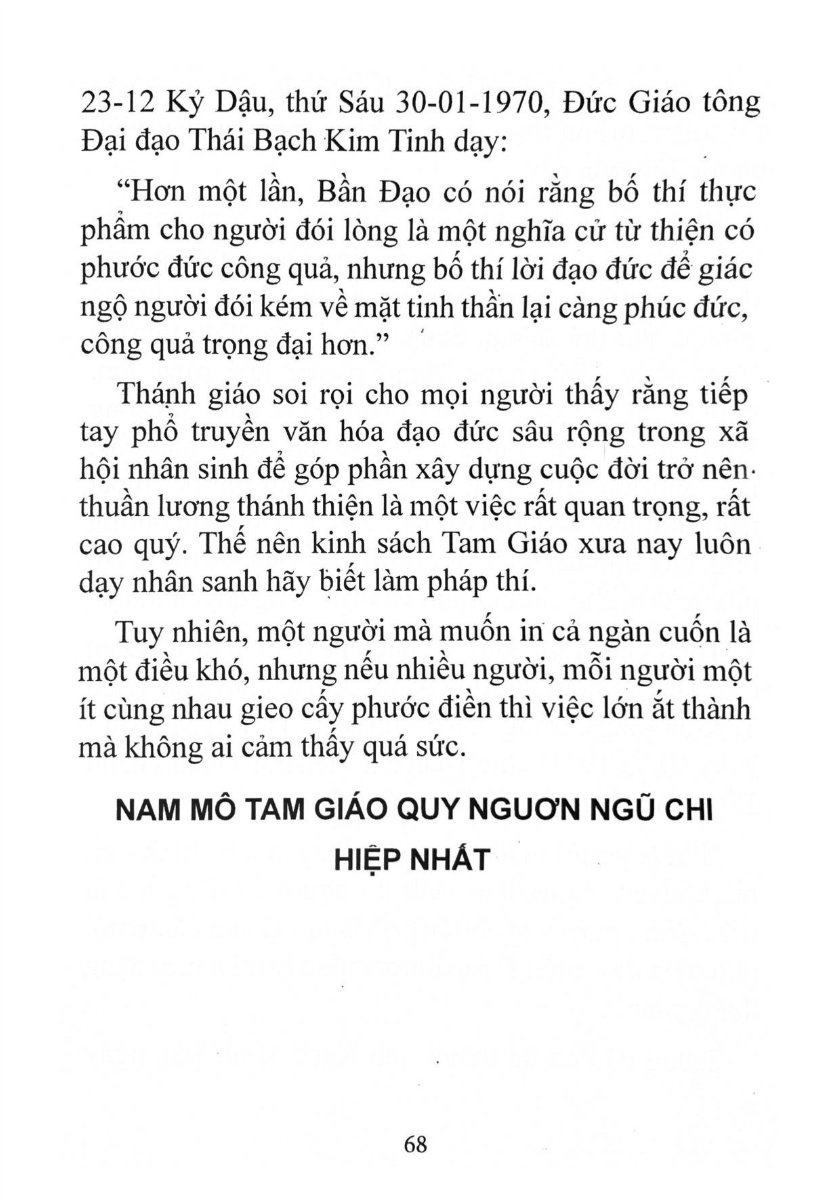 23-12 Kỷ Dậu, thứ Sáu 30-01-1970, Đức Giáo tông
Đại đạo Thái Bạch Kim Tinh dạy:
“Hơn một lần, Bần Đạo có nói rằng bố thí thực
phẩm cho người đói lòng là một nghĩa cử từ thiện có
phước đức công quả, nhưng bố thí lời đạo đức để giác
ngộ người đói kém về mặt tinh thần lại càng phúc đức,
công quả trọng đại hơn.”
Thánh giáo soi rọi cho mọi người thấy rằng tiếp
tay phổ truyền văn hóa đạo đức sâu rộng trong xã
hội nhân sinh để góp phần xây dựng cuộc đời trở nên
thuần lương thánh thiện là một việc rất quan trọng, rất
cao quý. Thế nên kinh sách Tam Giáo xưa nay luôn
dạy nhân sanh hãy biết làm pháp thí.
Tuy nhiên, một người mà muốn in cả ngàn cuốn là
một điều khó, nhưng nếu nhiều người, mỗi người một
ít cùng nhau gieo cấy phước điền thì việc lớn ắt thành
mà không ai cảm thấy quá sức.
NAM MÔ TAM GIÁO QUY NGUƠN NGŨ CHI
HIỆP NHẤT
68